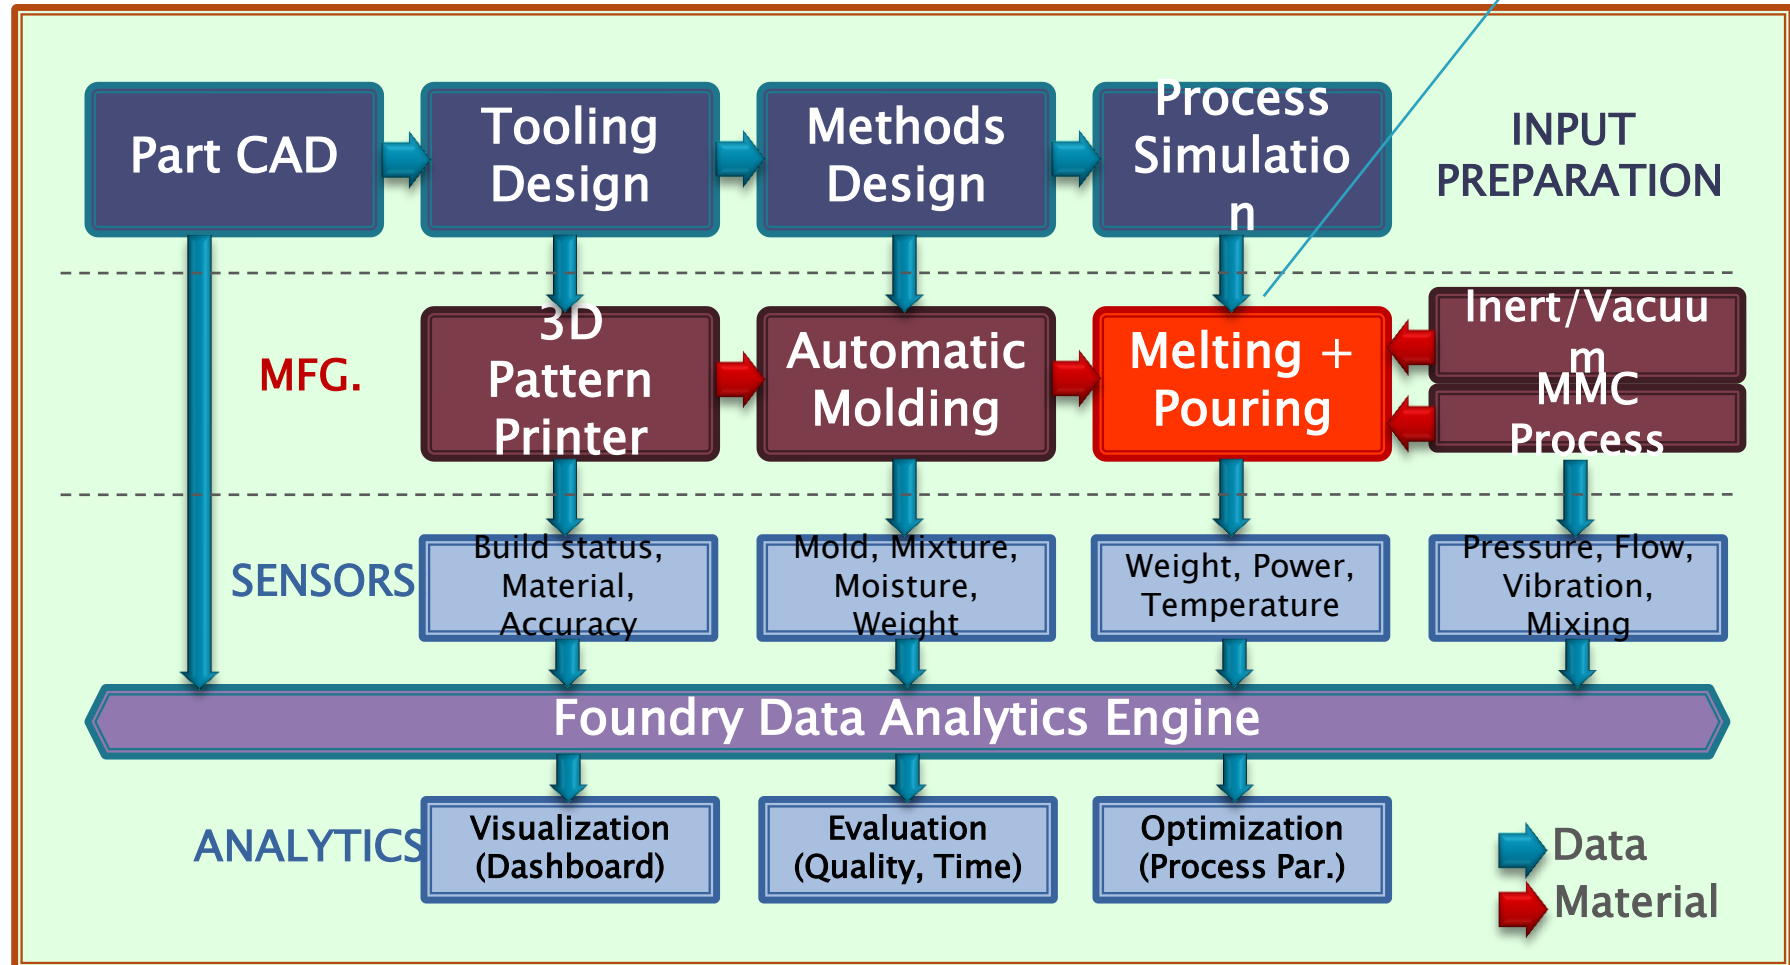 Part CAD
Tooling
Design
Methods
Design
Process
Simulatio
n
INPUT
PREPARATION
MFG.
3D
Pattern
Printer
Automatic
Molding
Melting +
Pouring
Inert/Vacuu
m
MMC
Process
SENSORS
Build status,
Material,
Accuracy
Mold, Mixture,
Moisture,
Weight
Weight, Power,
Temperature
Pressure, Flow,
Vibration,
Mixing
Foundry Data Analytics Engine
ANALYTICS
Visualization
(Dashboard)
Evaluation
(Quality, Time)
Optimization
(Process Par.)
Data
Material